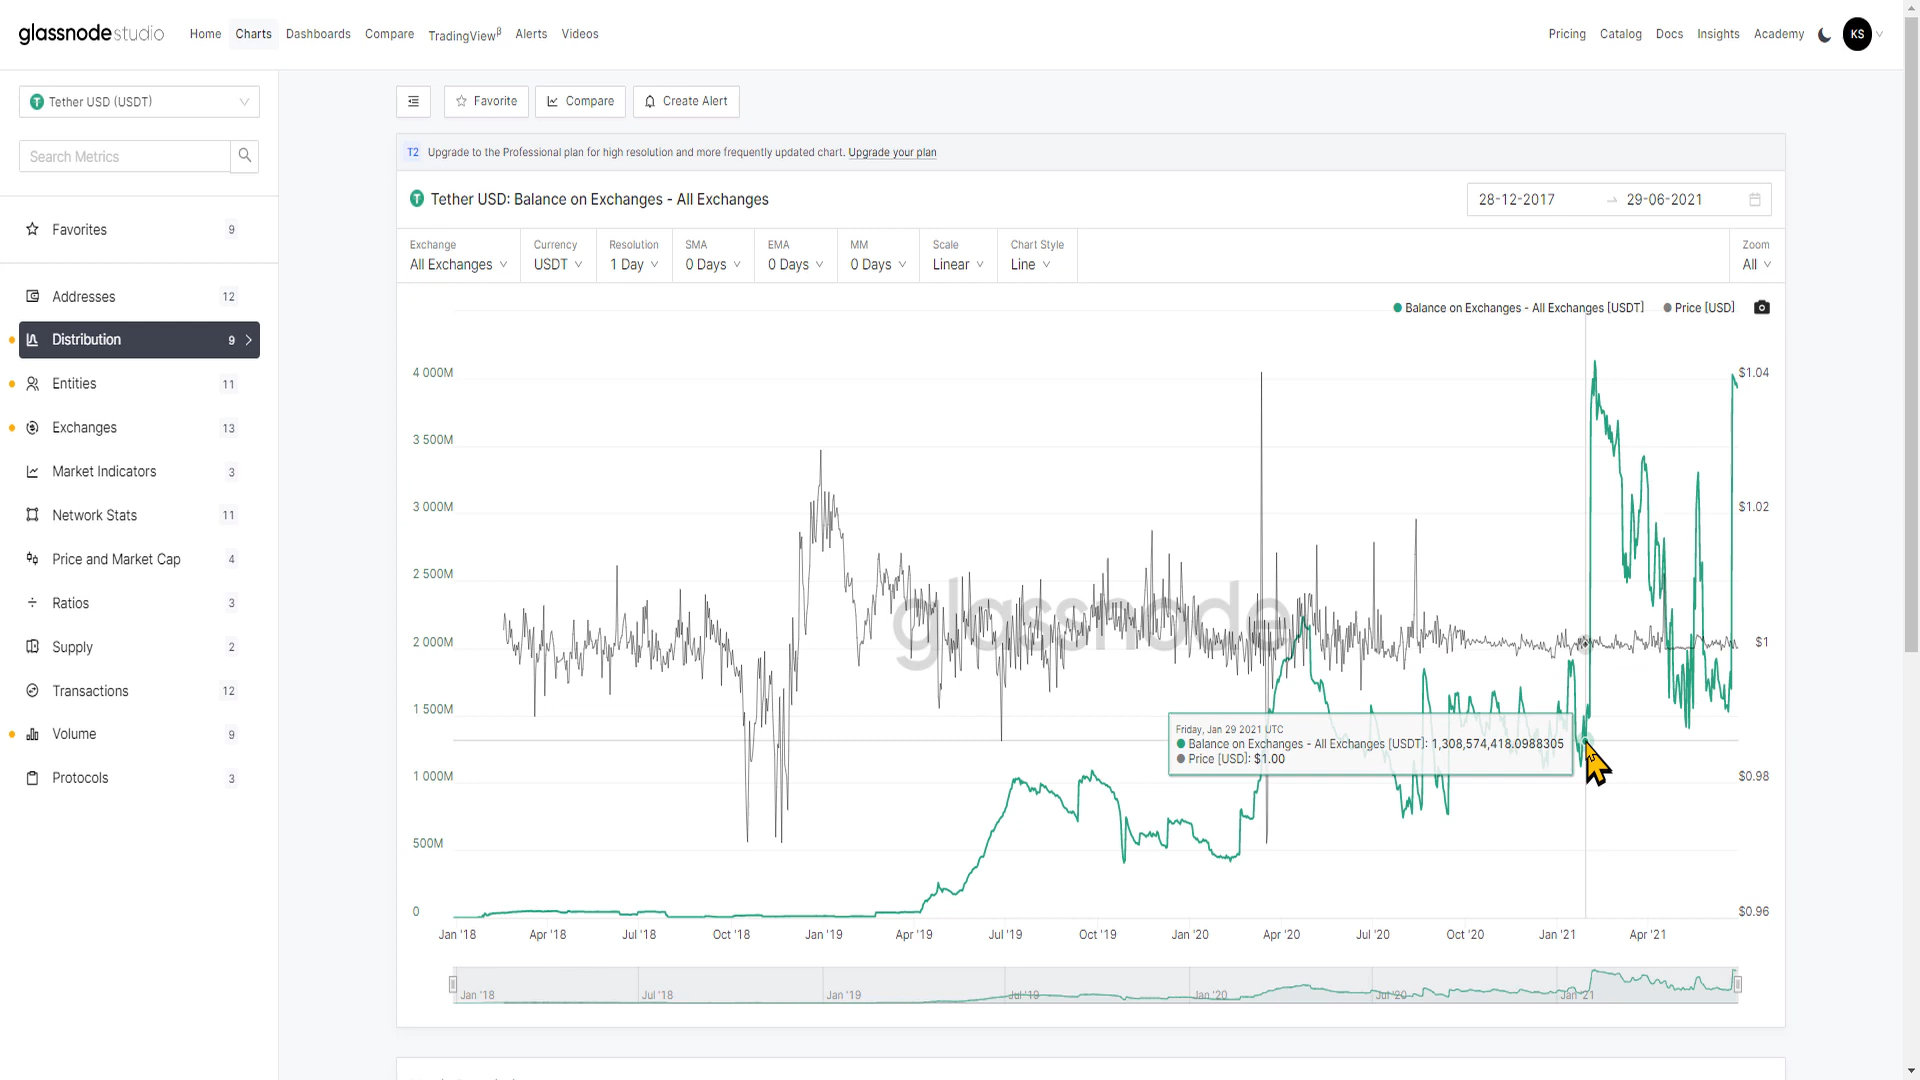 glassnode studio Home Charts Dashboards Compare TradingViewβ Alerts Videos Pricing Catalog Docs Insights Academy KS
Tether USD (USDT)
Search Metrics
Favorites 9
Addresses 12
Distribution 9
Entities 11
Exchanges 13
Market Indicators 3
Network Stats 11
Price and Market Cap 4
Ratios 3
Supply 2
Transactions 12
Volume 9
Protocols 3
Favorite Compare Create Alert
T2 Upgrade to the Professional plan for high resolution and more frequently updated chart. Upgrade your plan
Tether USD: Balance on Exchanges - All Exchanges 28-12-2017 → 29-06-2021
Exchange Currency Resolution SMA EMA MM Scale Chart Style Zoom
All Exchanges USDT 1 Day 0 Days 0 Days 0 Days Linear Line All
Balance on Exchanges - All Exchanges [USDT] Price [USD]
4 000M $1.04
3 500M
3 000M $1.02
2 500M
glassnode
2 000M $1
1 500M
Friday, Jan 29 2021 UTC
Balance on Exchanges - All Exchanges [USDT]: 1,308,574,418.0988305
Price [USD]: $1.00
1 000M $0.98
500M
0 $0.96
Jan '18 Apr '18 Jul '18 Oct '18 Jan '19 Apr '19 Jul '19 Oct '19 Jan '20 Apr '20 Jul '20 Oct '20 Jan '21 Apr '21
Jan '18 Jul '18 Jan '19 Jul '19 Jan '20 Jul '20 Jan '21